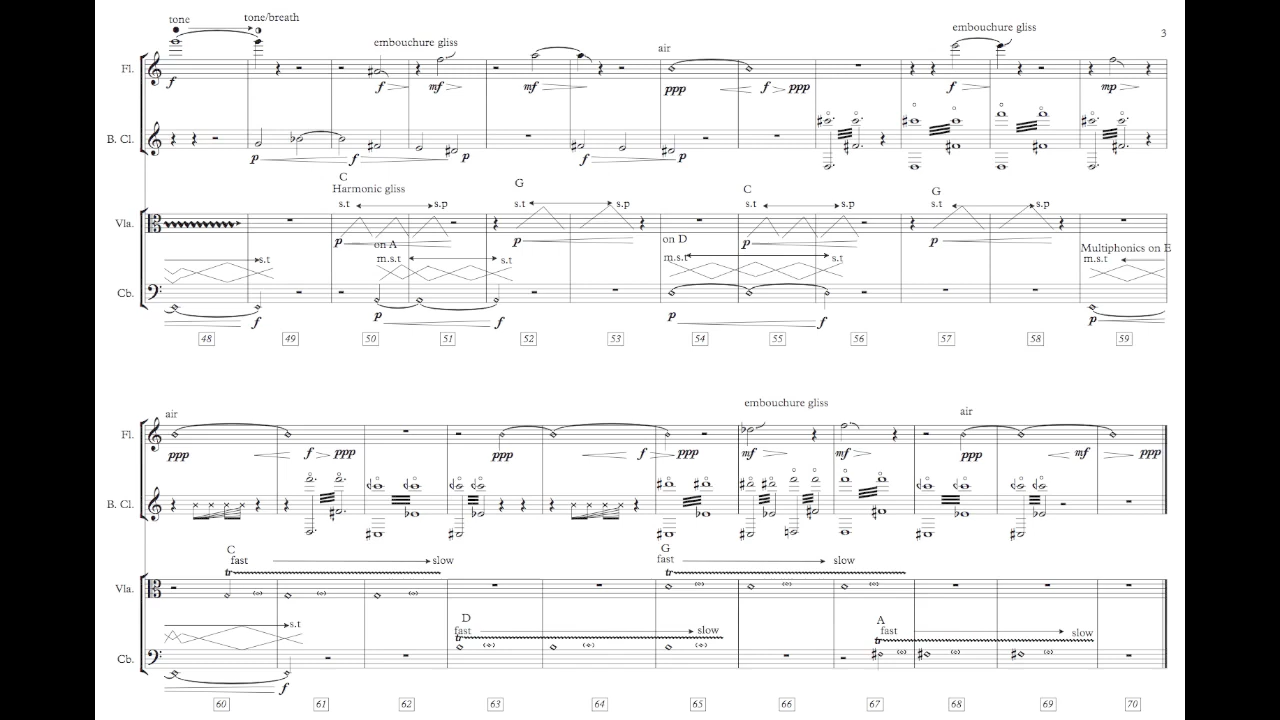 tone tone/breath
embouchure gliss air embouchure gliss 3
Fl.
f f mf mf ppp f ppp f mp
B. Cl.
p f p f p
C G C G
Harmonic gliss
s.t s.p s.t s.p s.t s.p s.t s.p
Vla.
p p p p
on A on D Multiphonics on E
s.t m.s.t s.t m.s.t s.t m.s.t
Cb.
f p f p f p
48 49 50 51 52 53 54 55 56 57 58 59
air embouchure gliss air
Fl.
ppp f ppp ppp f ppp mf mf ppp mf ppp
B. Cl.
C G
fast slow fast slow
tr tr
Vla.
D A
s.t fast slow fast slow
tr tr
Cb.
f
60 61 62 63 64 65 66 67 68 69 70